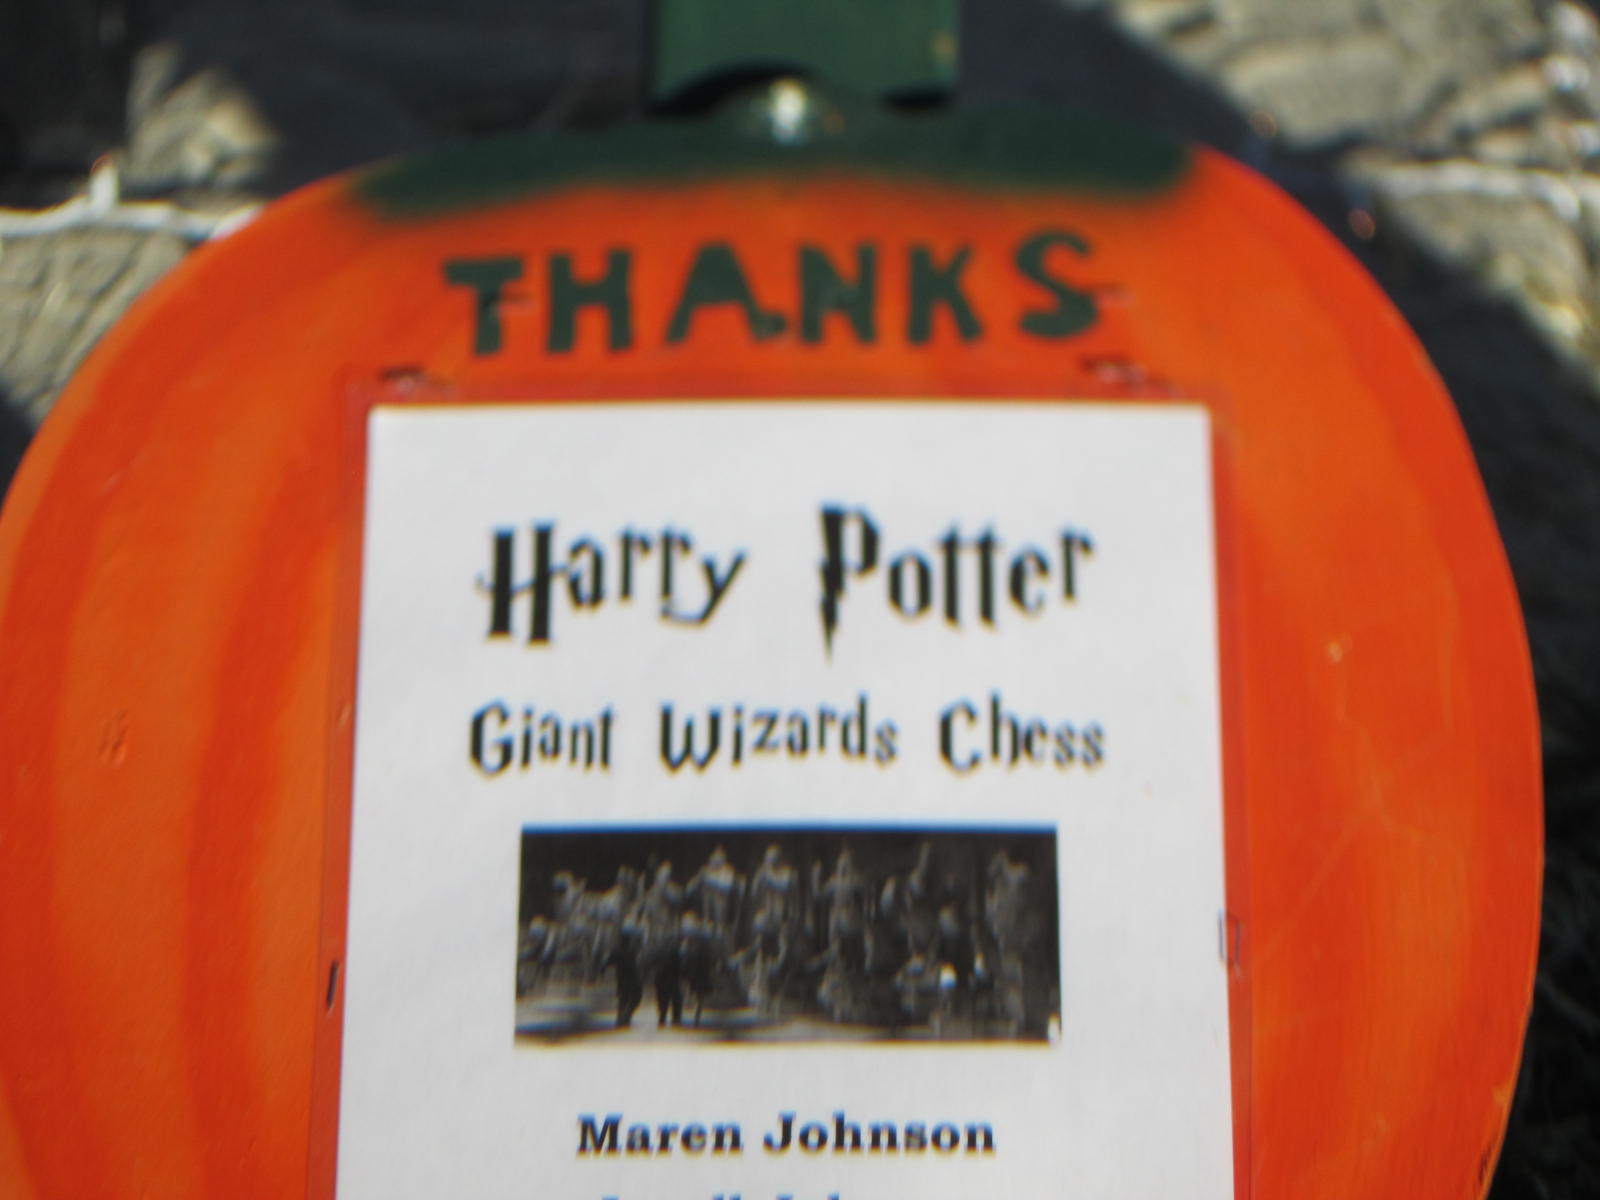 THANKS
Harry Potter
Giant Wizards Chess
Maren Johnson